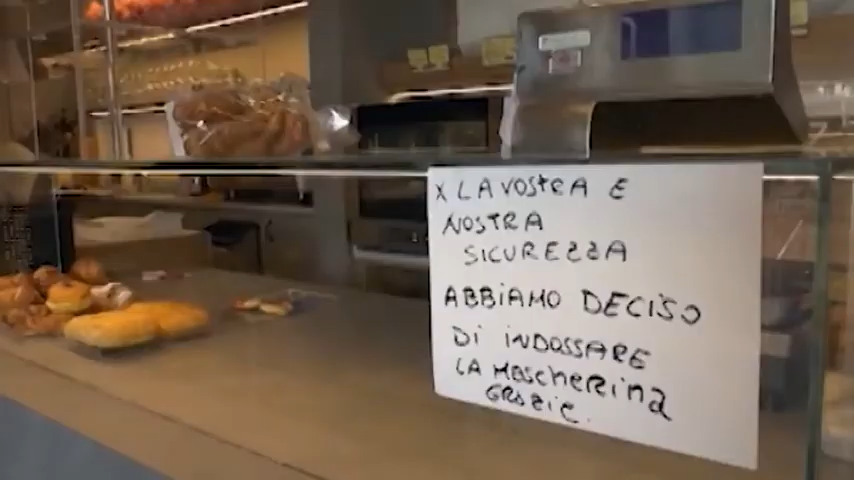 X LA VOSTRA E
NOSTRA
SICUREZZA
ABBIAMO DECISO
DI INDOSSARE
LA MASCHERINA
GRAZIE.